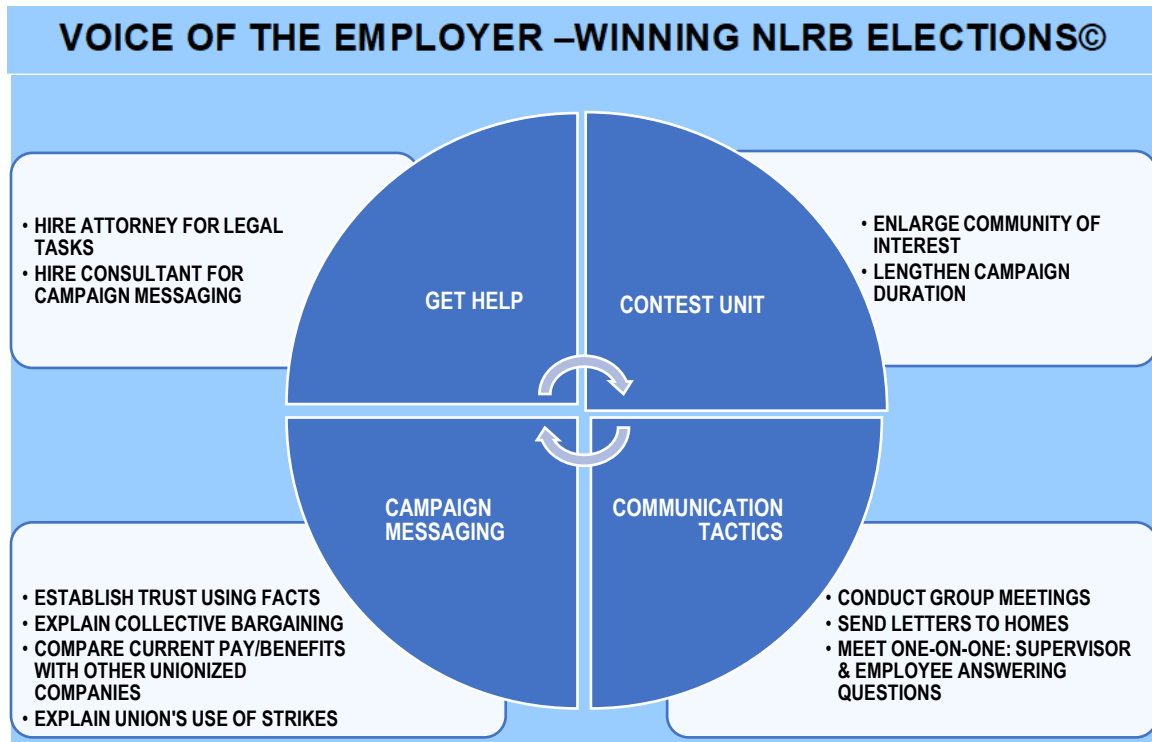 VOICE OF THE EMPLOYER –WINNING NLRB ELECTIONS©
• HIRE ATTORNEY FOR LEGAL
TASKS
• HIRE CONSULTANT FOR
CAMPAIGN MESSAGING
GET HELP
CONTEST UNIT
• ENLARGE COMMUNITY OF
INTEREST
• LENGTHEN CAMPAIGN
DURATION
CAMPAIGN
MESSAGING
COMMUNICATION
TACTICS
• ESTABLISH TRUST USING FACTS
• EXPLAIN COLLECTIVE BARGAINING
• COMPARE CURRENT PAY/BENEFITS
WITH OTHER UNIONIZED
COMPANIES
• EXPLAIN UNION'S USE OF STRIKES
• CONDUCT GROUP MEETINGS
• SEND LETTERS TO HOMES
• MEET ONE-ON-ONE: SUPERVISOR
& EMPLOYEE ANSWERING
QUESTIONS